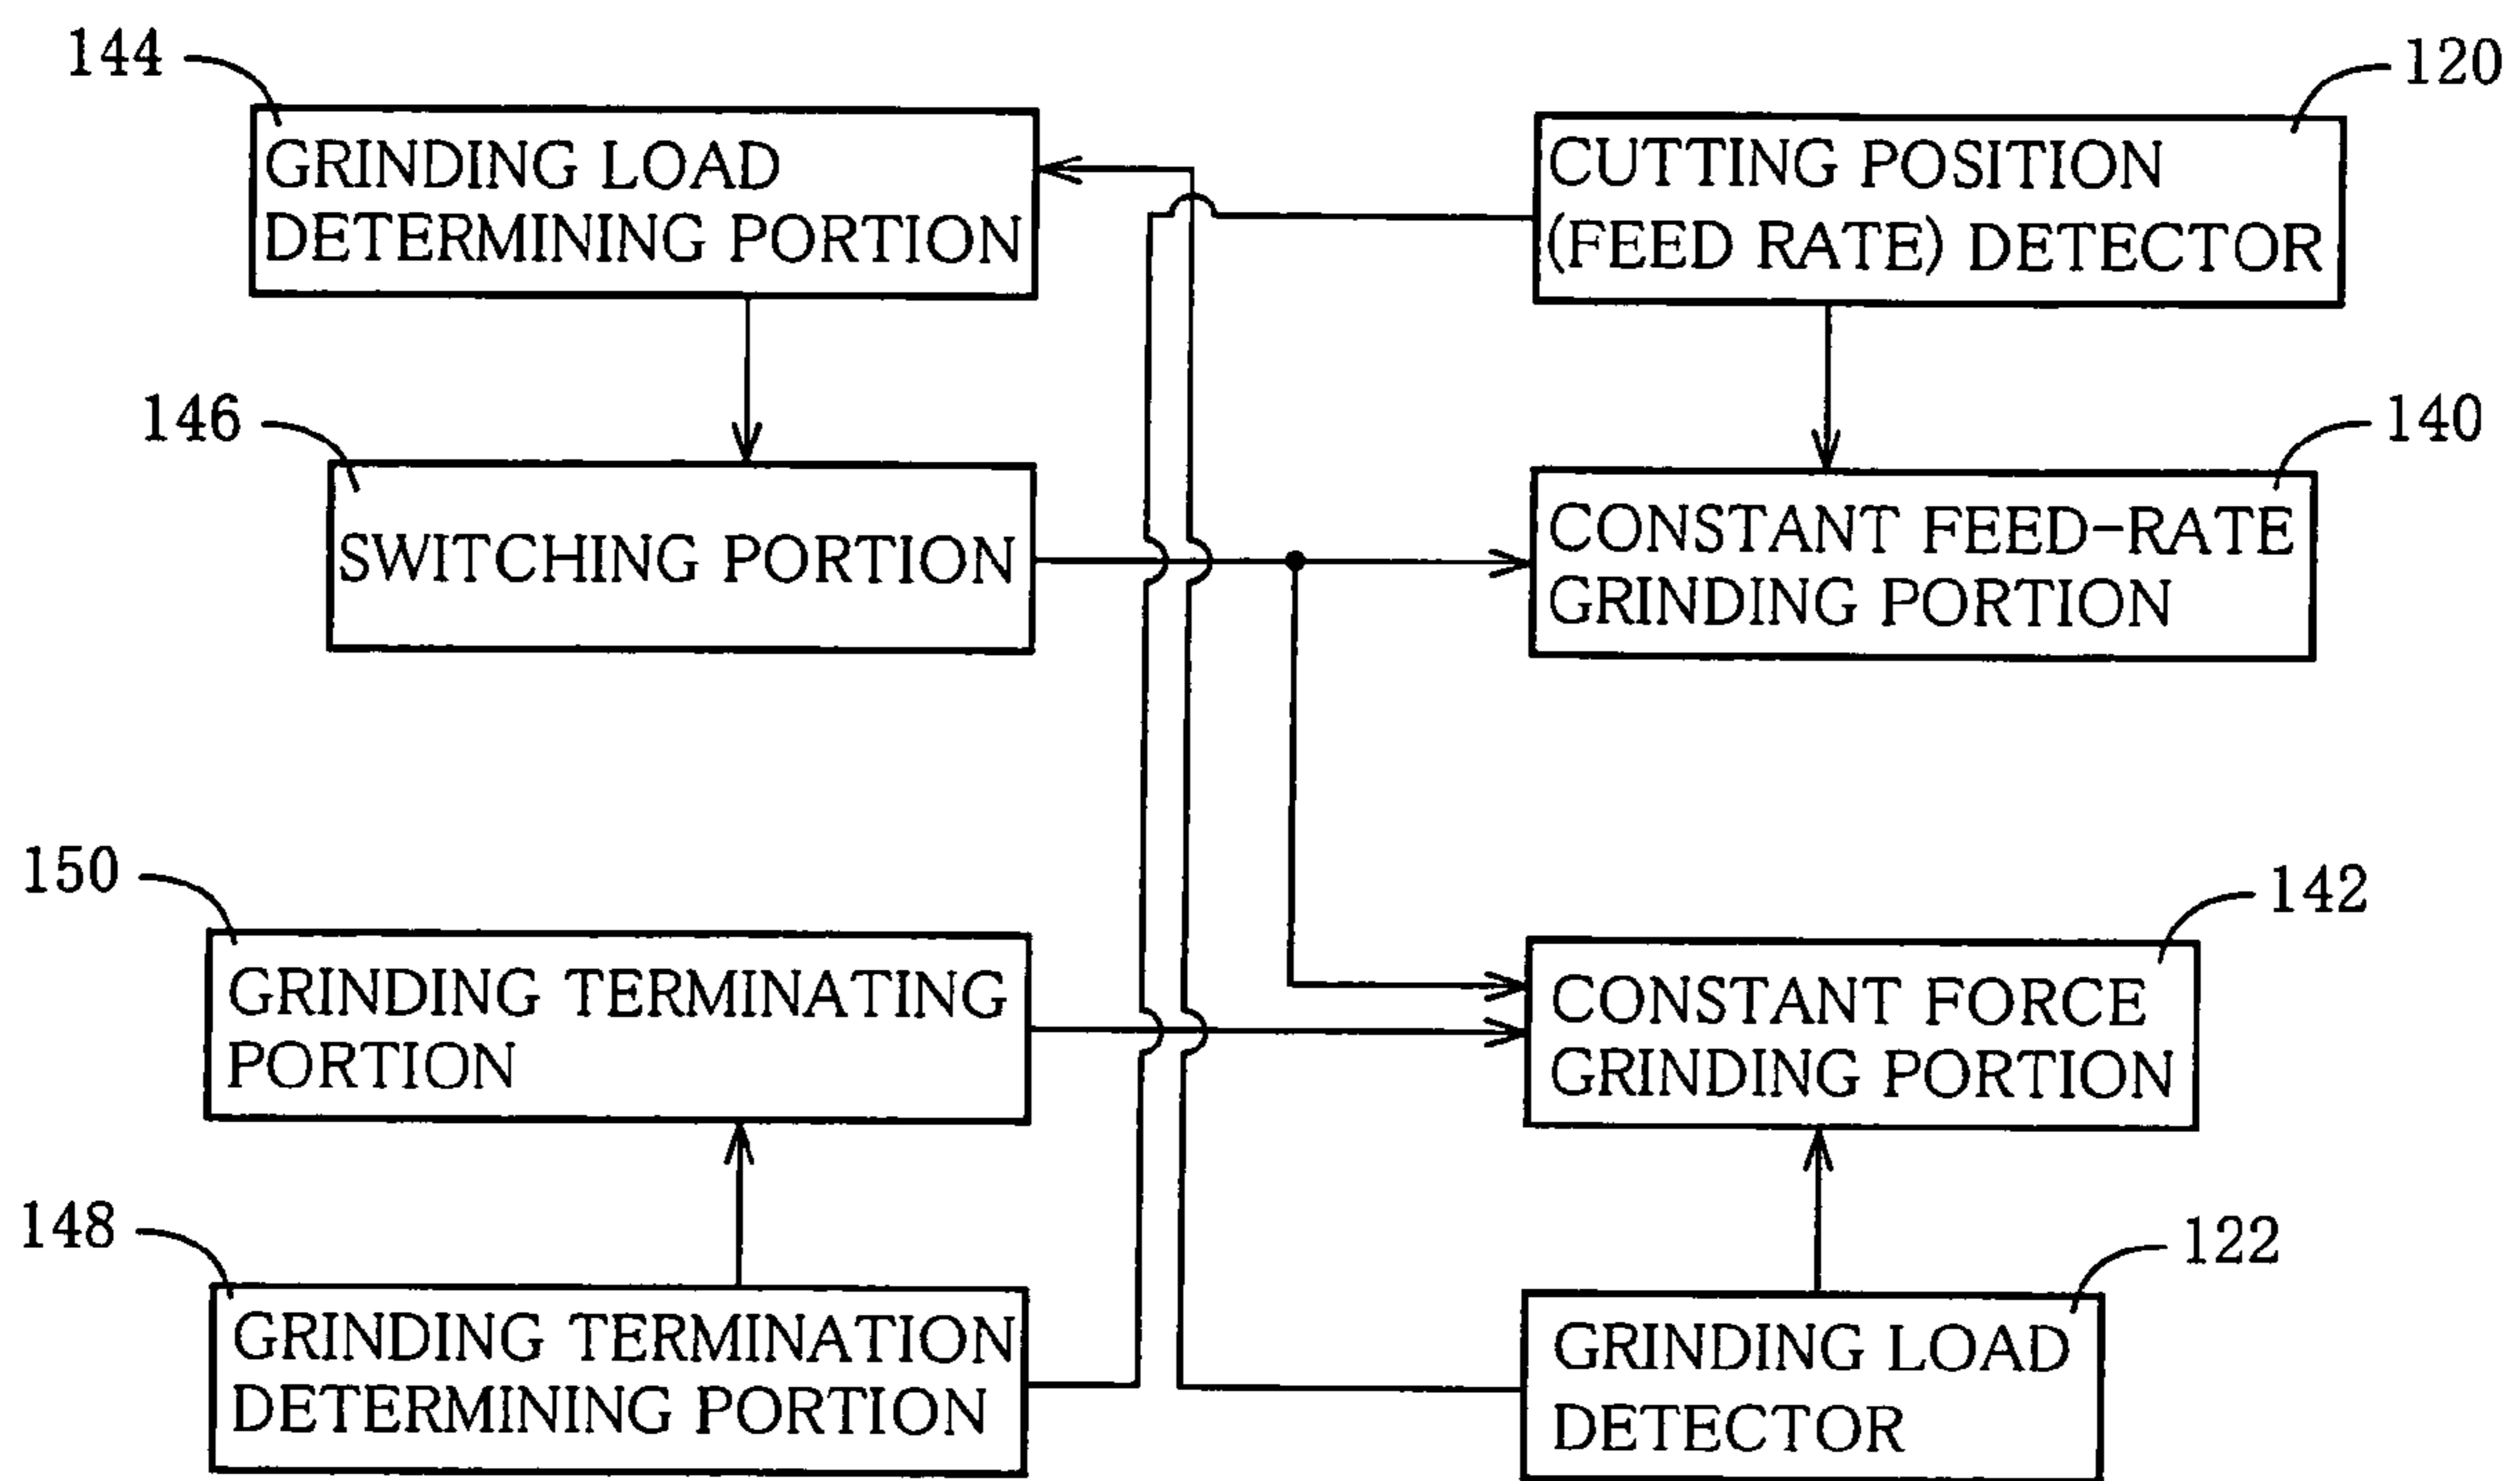 144
GRINDING LOAD
DETERMINING PORTION
120
CUTTING POSITION
(FEED RATE) DETECTOR
146
SWITCHING PORTION
140
CONSTANT FEED-RATE
GRINDING PORTION
150
GRINDING TERMINATING
PORTION
142
CONSTANT FORCE
GRINDING PORTION
148
GRINDING TERMINATION
DETERMINING PORTION
122
GRINDING LOAD
DETECTOR